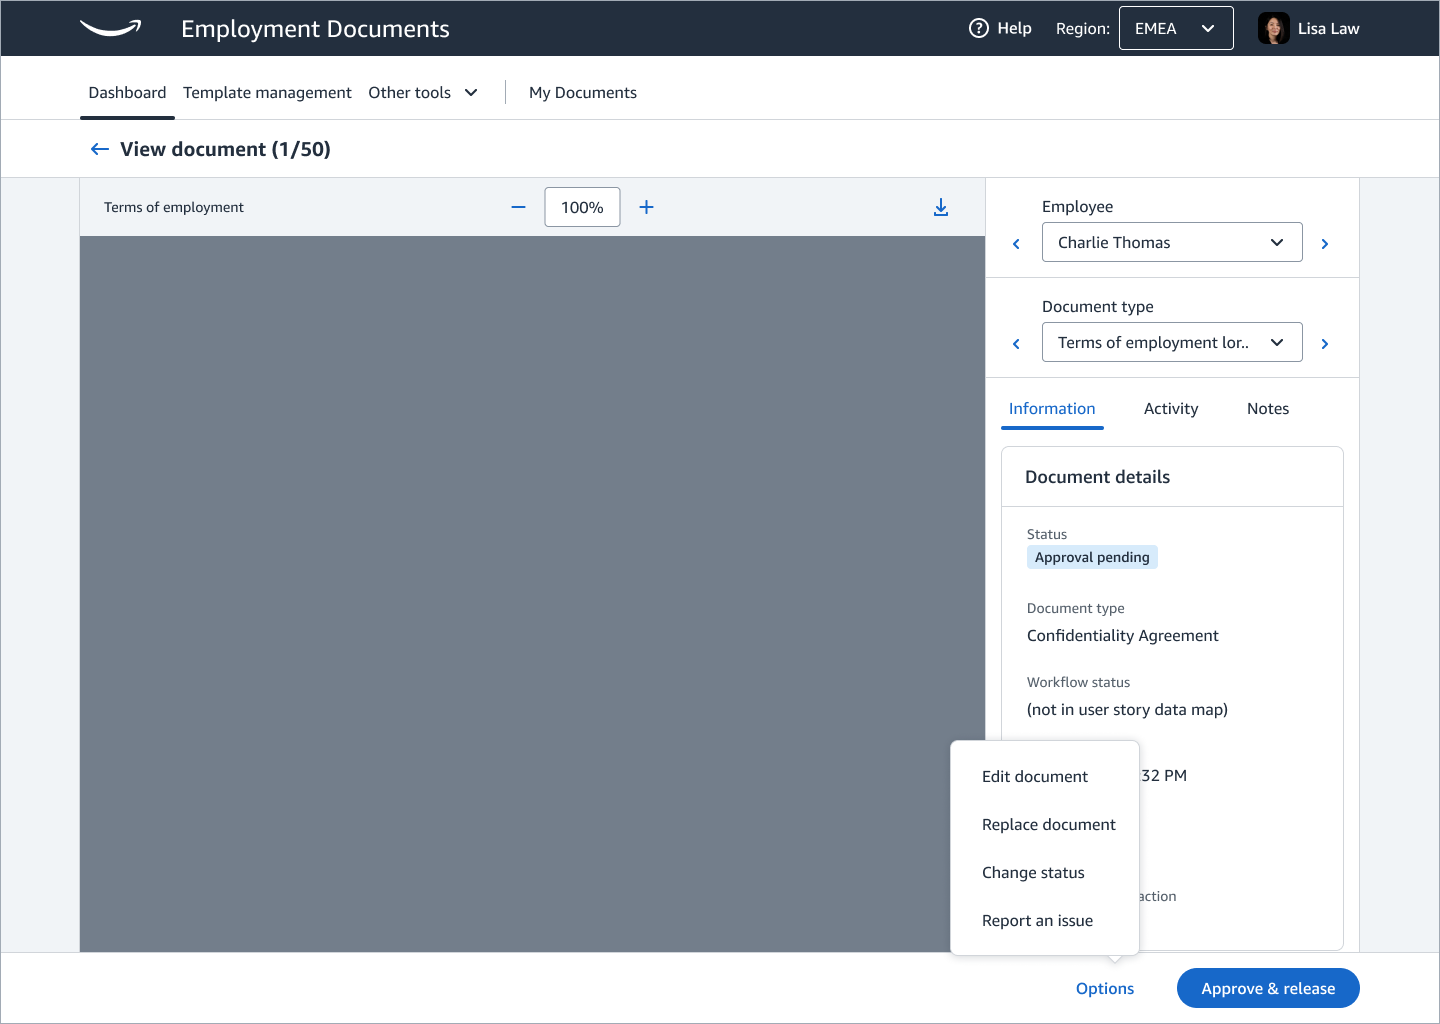 Employment Documents
Help
Region:
EMEA
Lisa Law
Dashboard
Template management
Other tools
My Documents
View document (1/50)
Terms of employment
100%
Employee
Charlie Thomas
Document type
Terms of employment lor..
Information
Activity
Notes
Document details
Status
Approval pending
Document type
Confidentiality Agreement
Workflow status
(not in user story data map)
32 PM
action
Edit document
Replace document
Change status
Report an issue
Options
Approve & release